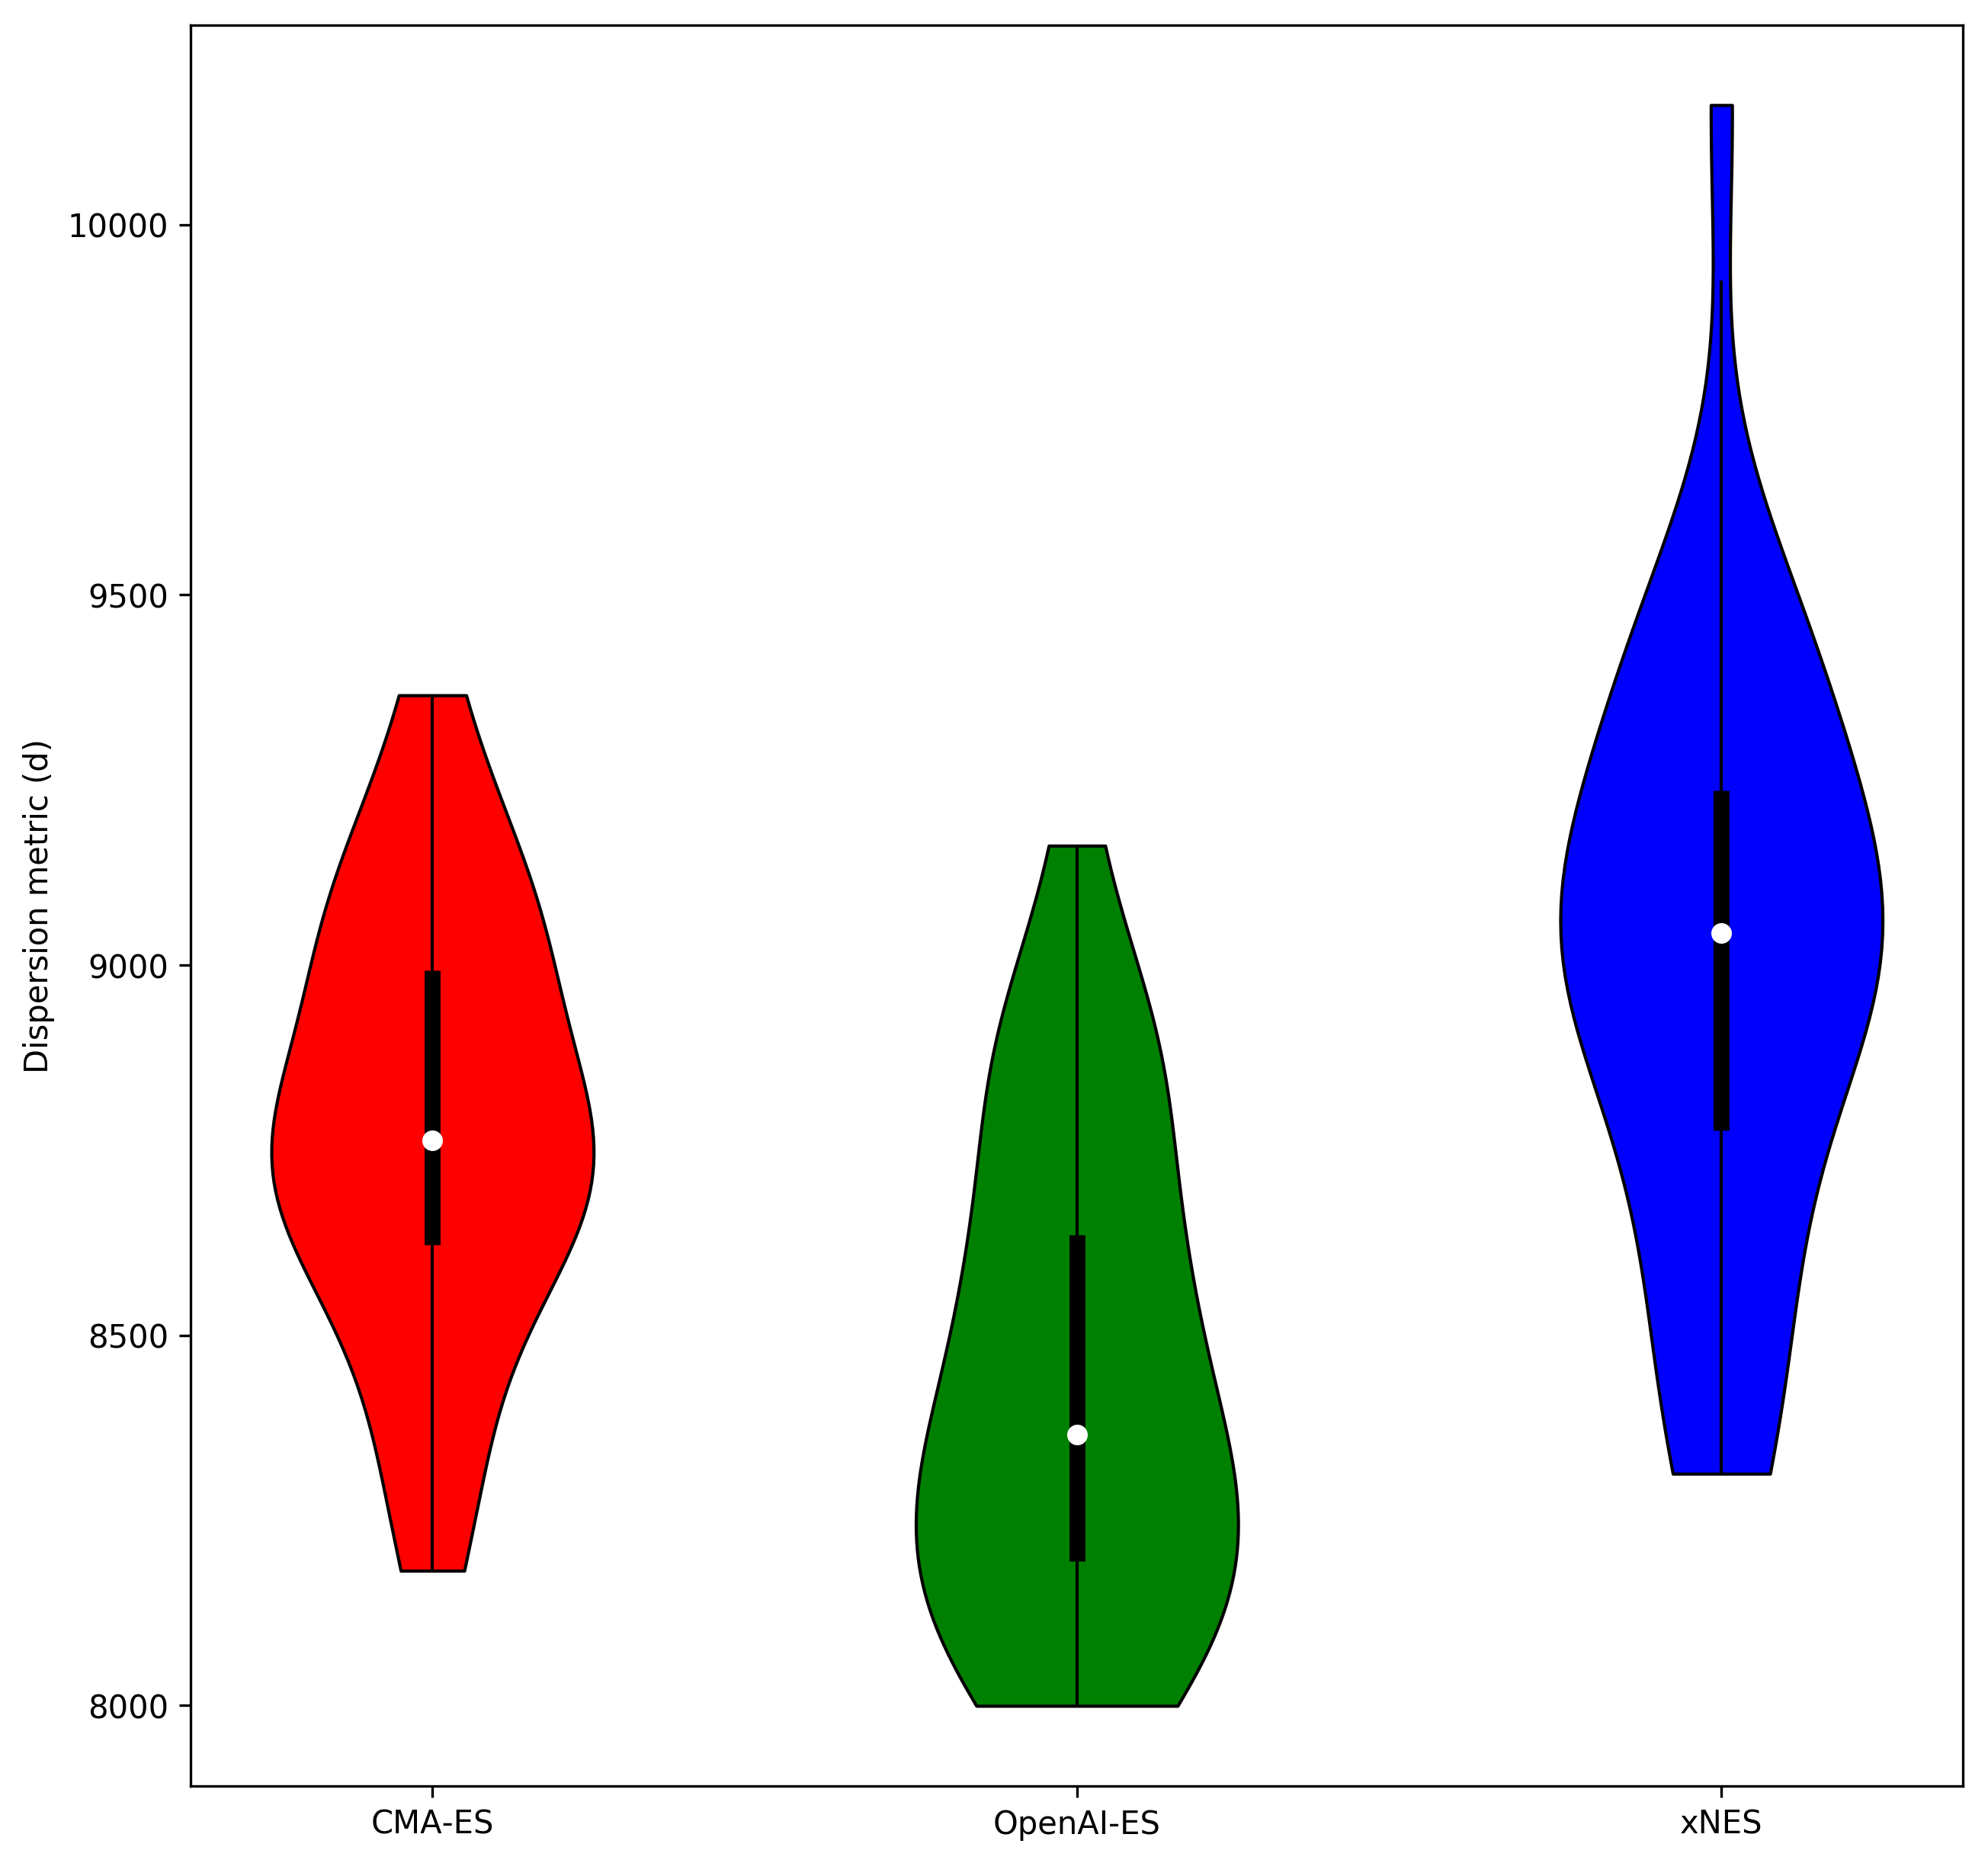 Dispersion metric (d)
10000
9500
9000
8500
8000
CMA-ES
OpenAI-ES
xNES